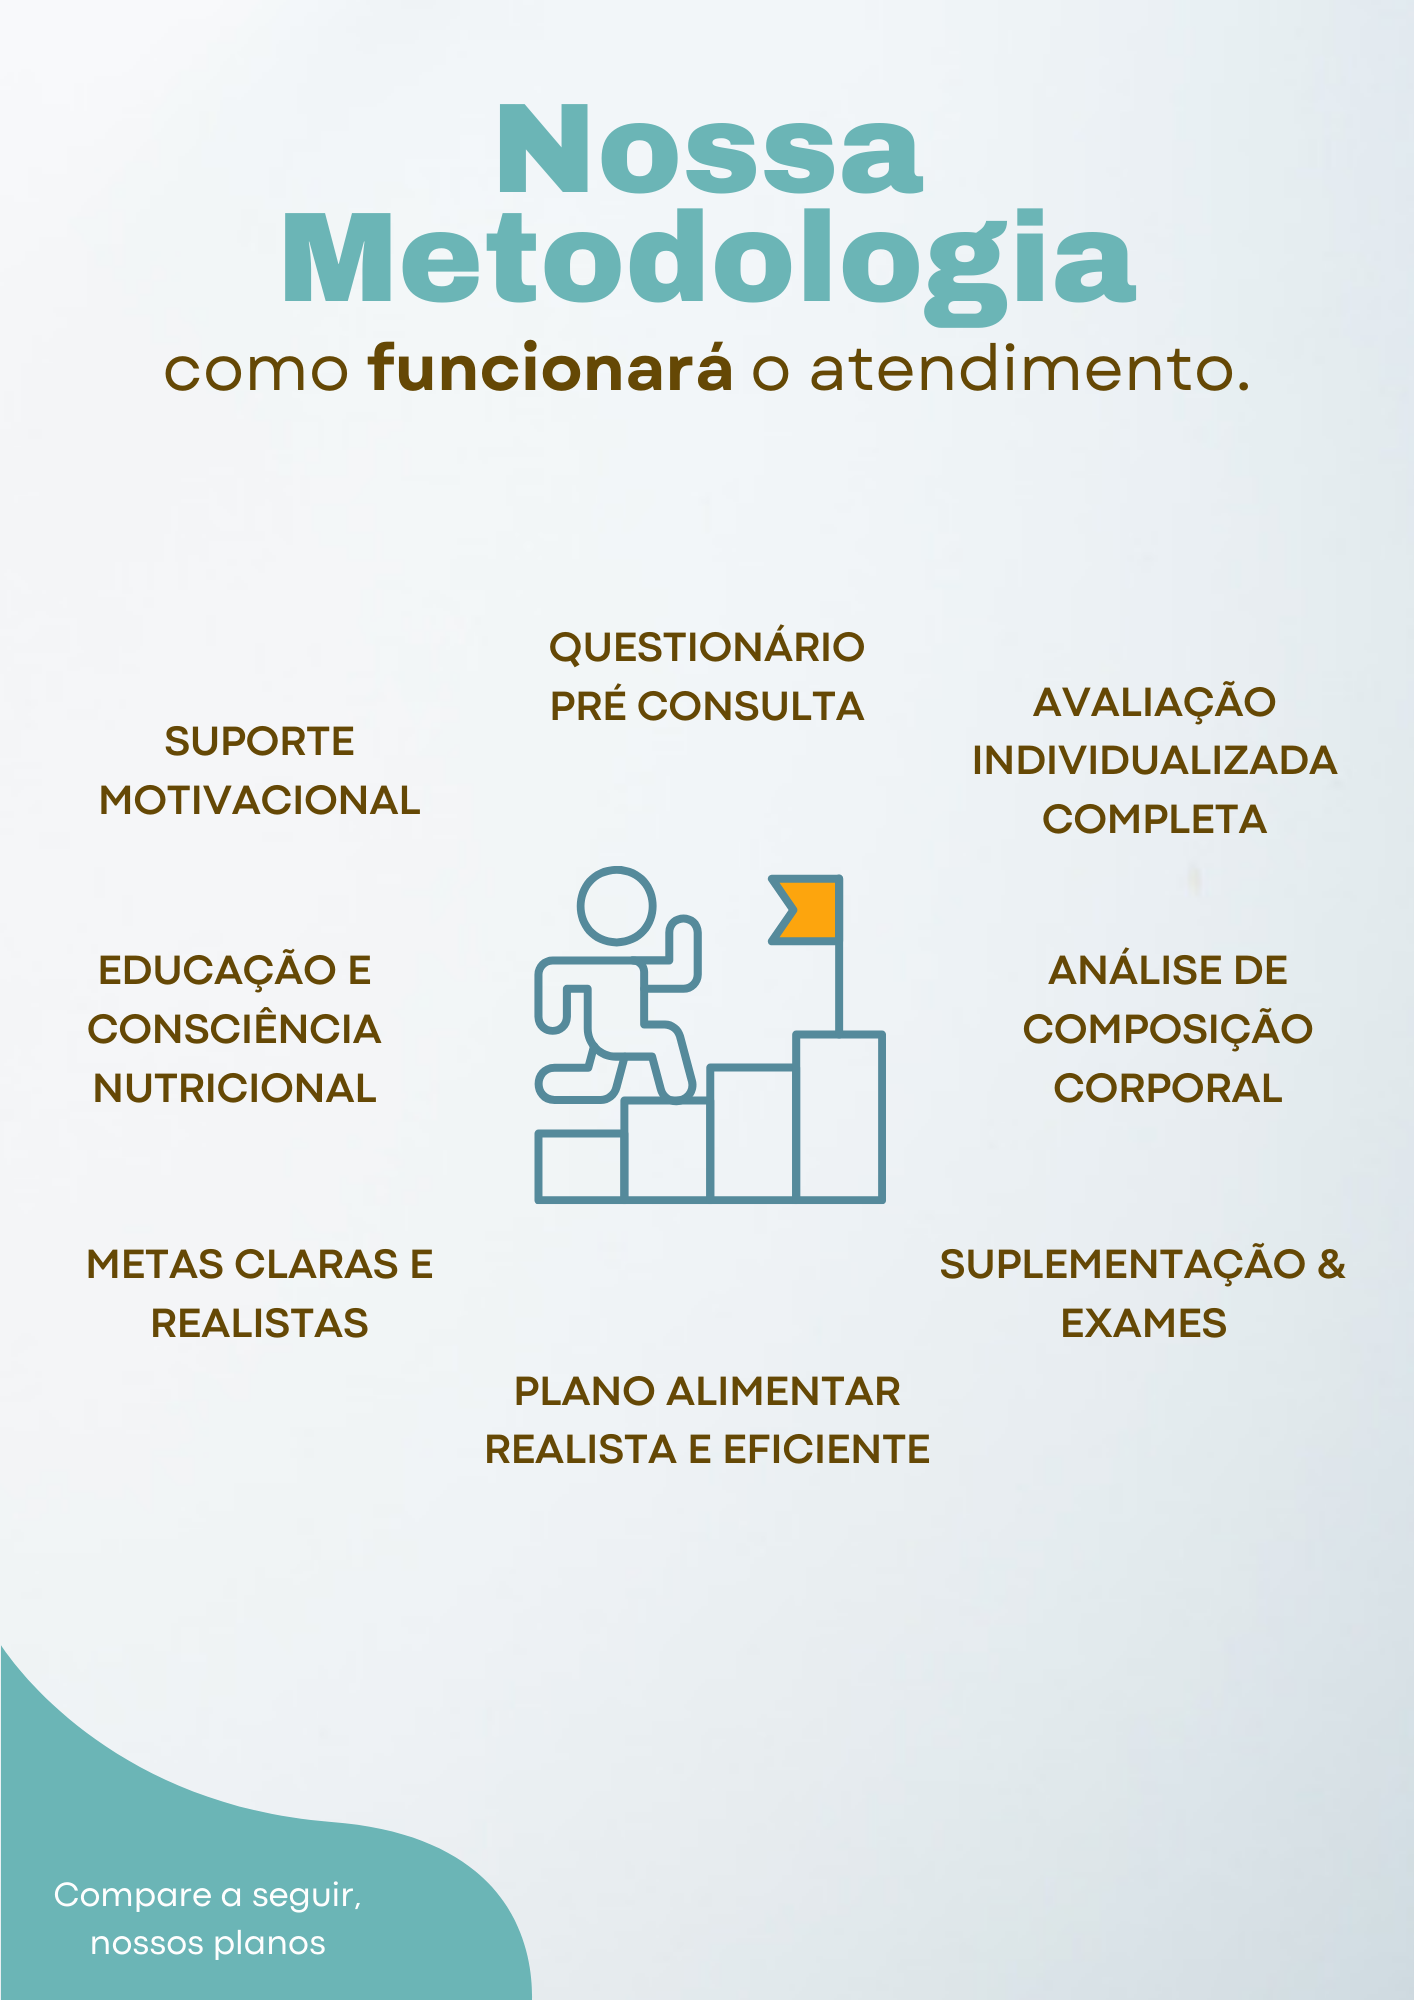 Nossa
Metodologia
como funcionará o atendimento.
QUESTIONÁRIO
PRÉ CONSULTA
AVALIAÇÃO
INDIVIDUALIZADA
COMPLETA
SUPORTE
MOTIVACIONAL
EDUCAÇÃO E
CONSCIÊNCIA
NUTRICIONAL
ANÁLISE DE
COMPOSIÇÃO
CORPORAL
METAS CLARAS E
REALISTAS
SUPLEMENTAÇÃO &
EXAMES
PLANO ALIMENTAR
REALISTA E EFICIENTE
Compare a seguir,
nossos planos